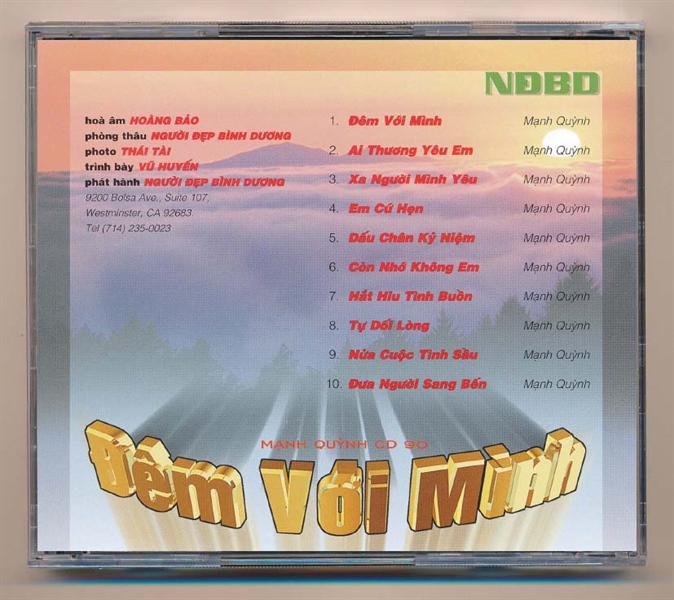 NĐBD
hoà âm HOÀNG BẢO
phòng thâu NGƯỜI ĐẸP BÌNH DƯƠNG
photo THÁI TÀI
trình bày VŨ HUYẾN
phát hành NGƯỜI ĐẸP BÌNH DƯƠNG
9200 Bolsa Ave., Suite 107,
Westminster, CA 92683.
Tel (714) 235-0023
1. Đêm Với Mình Mạnh Quỳnh
2. Ai Thương Yêu Em Mạnh Quỳnh
3. Xa Người Mình Yêu Mạnh Quỳnh
4. Em Cứ Hẹn Mạnh Quỳnh
5. Dấu Chân Kỷ Niệm Mạnh Quỳnh
6. Còn Nhớ Không Em Mạnh Quỳnh
7. Hắt Hiu Tình Buồn Mạnh Quỳnh
8. Tự Dối Lòng Mạnh Quỳnh
9. Nửa Cuộc Tình Sầu Mạnh Quỳnh
10. Đưa Người Sang Bến Mạnh Quỳnh
MẠNH QUỲNH CD 90
Đêm Với Mình